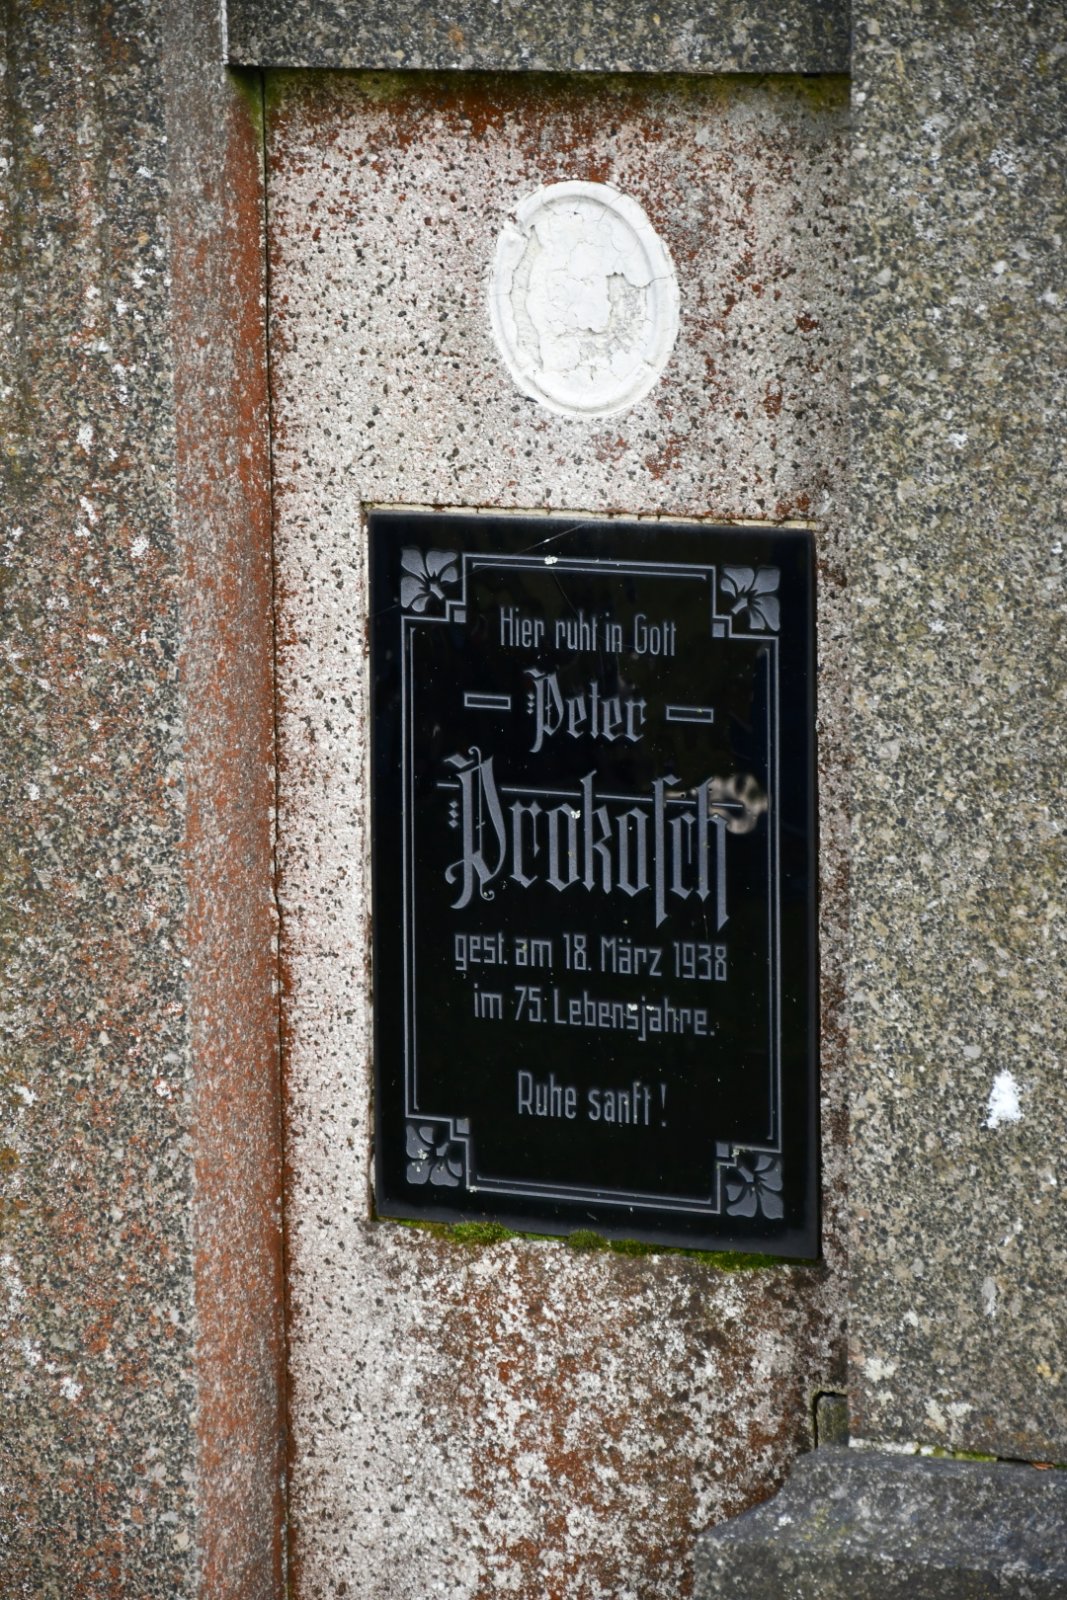 Hier ruht in Gott
Peter
Prokoſch
gest. am 18. März 1938
im 75. Lebensjahre.
Ruhe sanft!